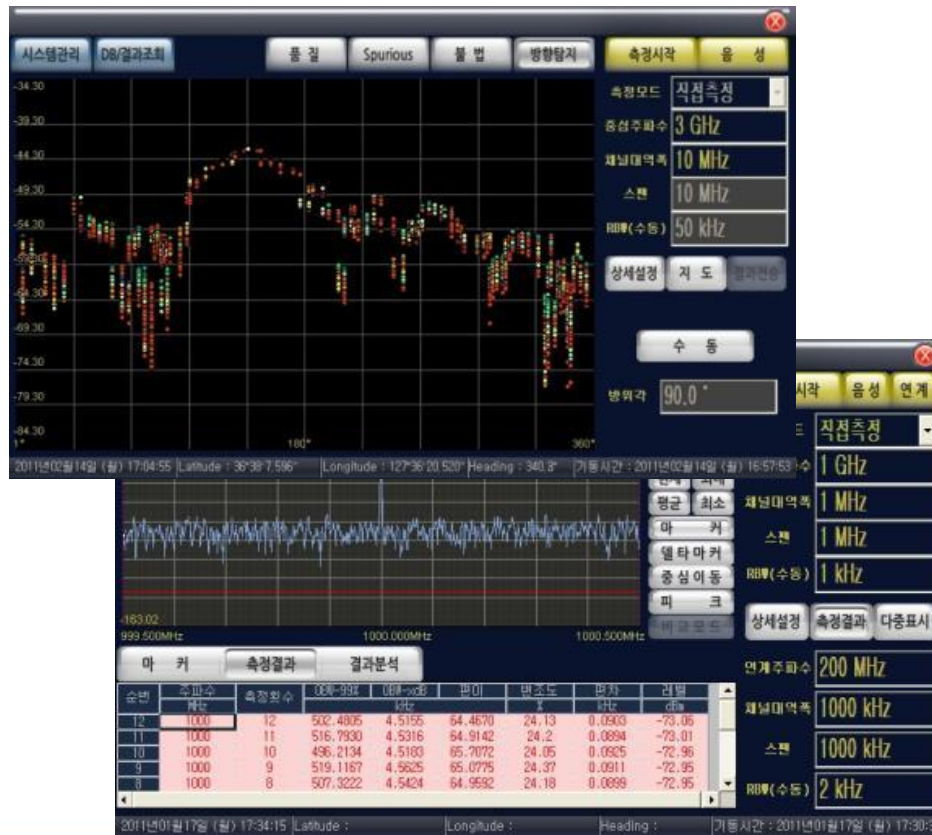 시스템관리 DB/결과조회 품 질 Spurious 불 법 방향탐지 측정시작 음 성
-34.30
-39.30
-44.30
-49.30
-54.30
-59.30
-64.30
-69.30
-74.30
-79.30
-84.30
1° 180° 360°
측정모드 직접측정
중심주파수 3 GHz
채널대역폭 10 MHz
스팬 10 MHz
RBW(수동) 50 kHz
상세설정 지 도 결과전송
수 동
방위각 90.0 °
2011년02월14일 (월) 17:04:55 Latitude : 36°38'7.596" Longitude : 127°36'20.520" Heading : 340.8° 가동시간 : 2011년02월14일 (월) 16:57:53
시작 음 성 연 계
직접측정
1 GHz
채널대역폭 1 MHz
스팬 1 MHz
RBW(수동) 1 kHz
상세설정 측정결과 다중표시
연계주파수 200 MHz
채널대역폭 1000 kHz
스팬 1000 kHz
RBW(수동) 2 kHz
평균 최소
마 커
델타마커
중심이동
피 크
비교모드
-163.02
999.500MHz 1000.000MHz 1000.500MHz
마 커 측정결과 결과분석
순번 주파수 측정횟수 OBW-99% OBW-xdB 편이 변조도 편차 레벨
MHz kHz % kHz dBm
12 1000 12 502.4805 4.5155 64.4670 24.13 0.0903 -73.06
11 1000 11 516.7930 4.5316 64.9142 24.2 0.0894 -73.01
10 1000 10 496.2134 4.5183 65.7072 24.05 0.0925 -72.96
9 1000 9 519.1167 4.5625 65.0775 24.37 0.0911 -72.95
8 1000 8 507.3222 4.5424 64.9592 24.18 0.0899 -72.95
2011년01월17일 (월) 17:34:15 Latitude : Longitude : Heading : 가동시간 : 2011년01월17일 (월) 17:30:3